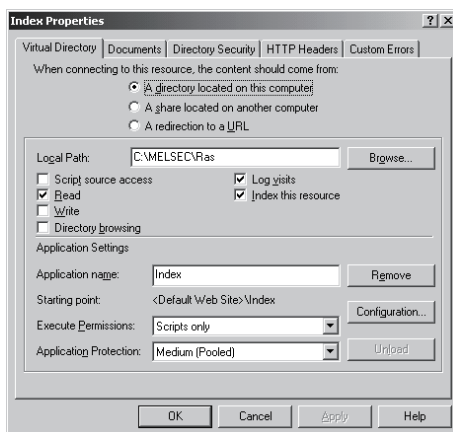 Index Properties
? X
Virtual Directory Documents Directory Security HTTP Headers Custom Errors
When connecting to this resource, the content should come from:
A directory located on this computer
A share located on another computer
A redirection to a URL
Local Path: C:\MELSEC\Ras Browse...
Script source access Log visits
Read Index this resource
Write
Directory browsing
Application Settings
Application name: Index Remove
Starting point: <Default Web Site>\Index
Configuration...
Execute Permissions: Scripts only
Application Protection: Medium (Pooled) Unload
OK Cancel Apply Help